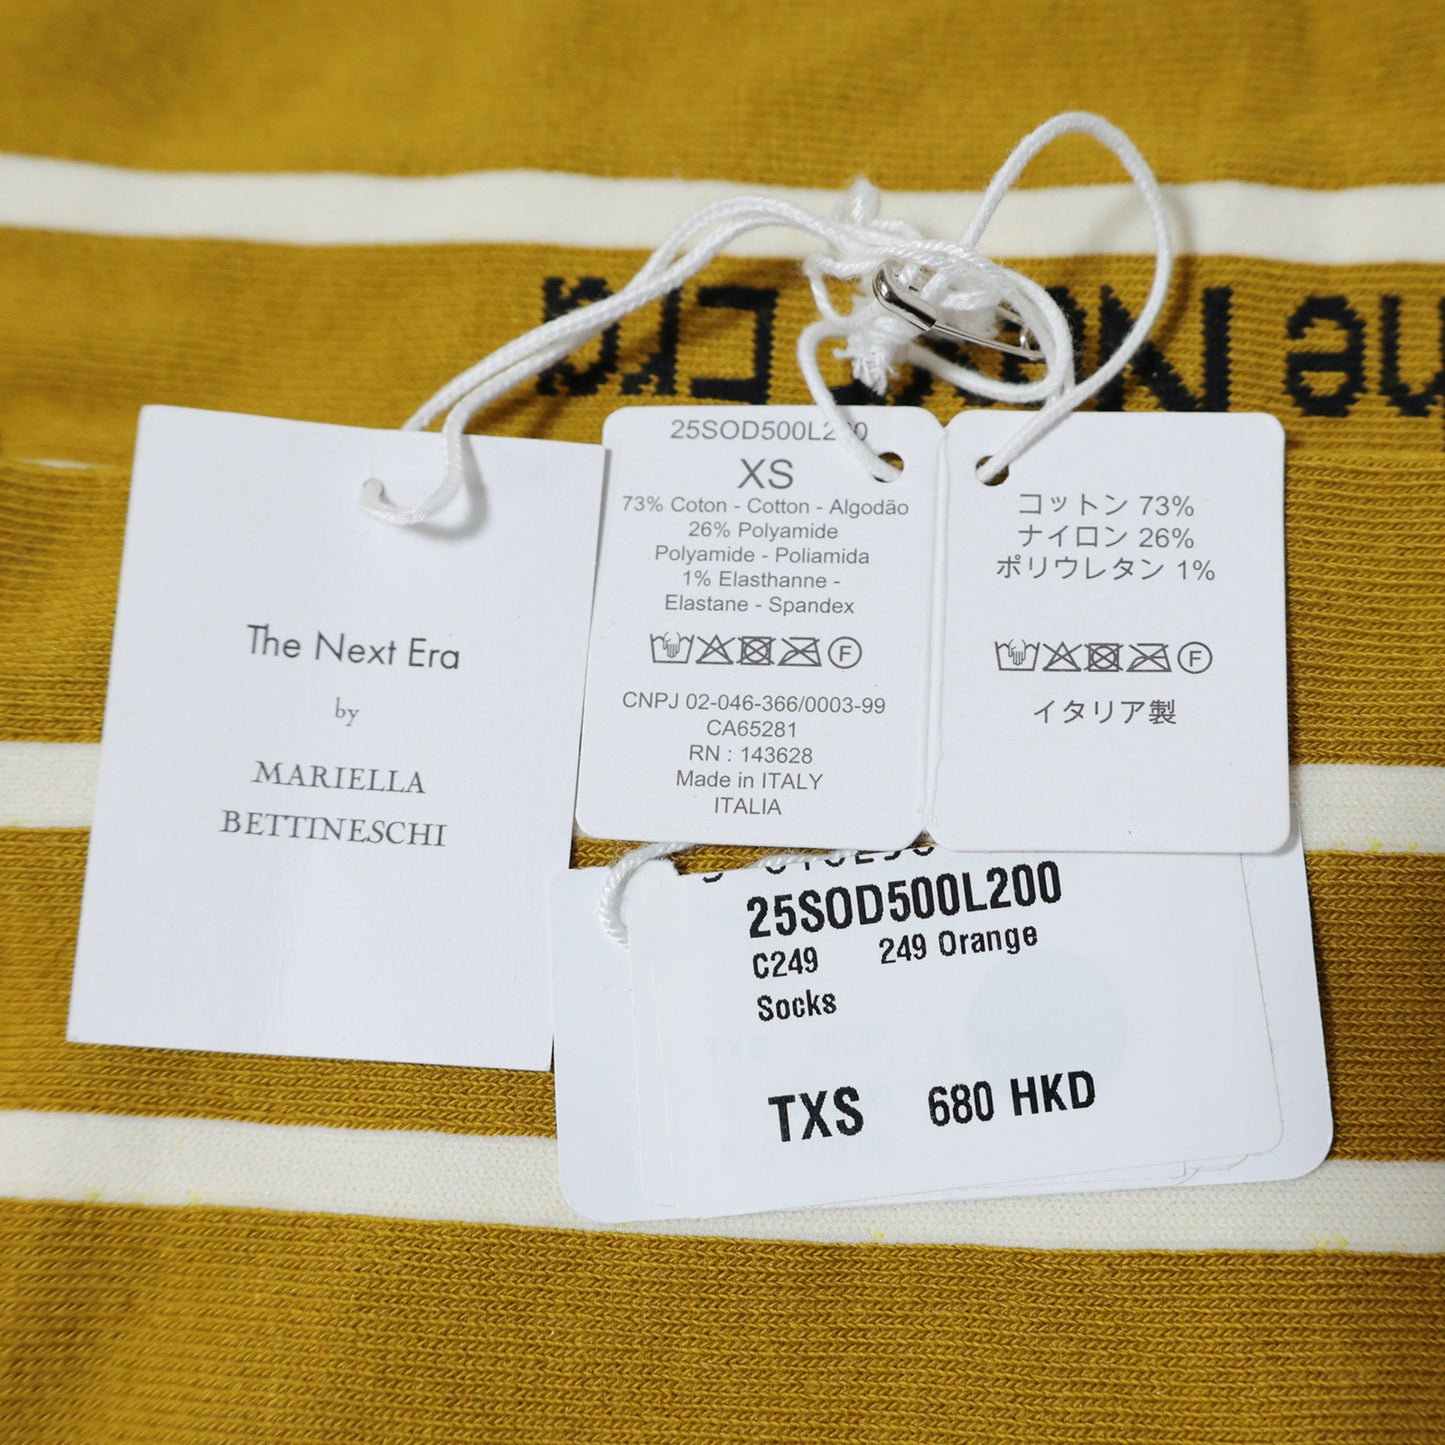 The Next Era
by
MARIELLA
BETTINESCHI
25SOD500L200
XS
73% Coton - Cotton - Algodão
26% Polyamide
Polyamide - Poliamida
1% Elasthanne -
Elastane - Spandex
F
CNPJ 02-046-366/0003-99
CA65281
RN : 143628
Made in ITALY
ITALIA
コットン 73%
ナイロン 26%
ポリウレタン 1%
F
イタリア製
25SOD500L200
C249 249 Orange
Socks
TXS 680 HKD